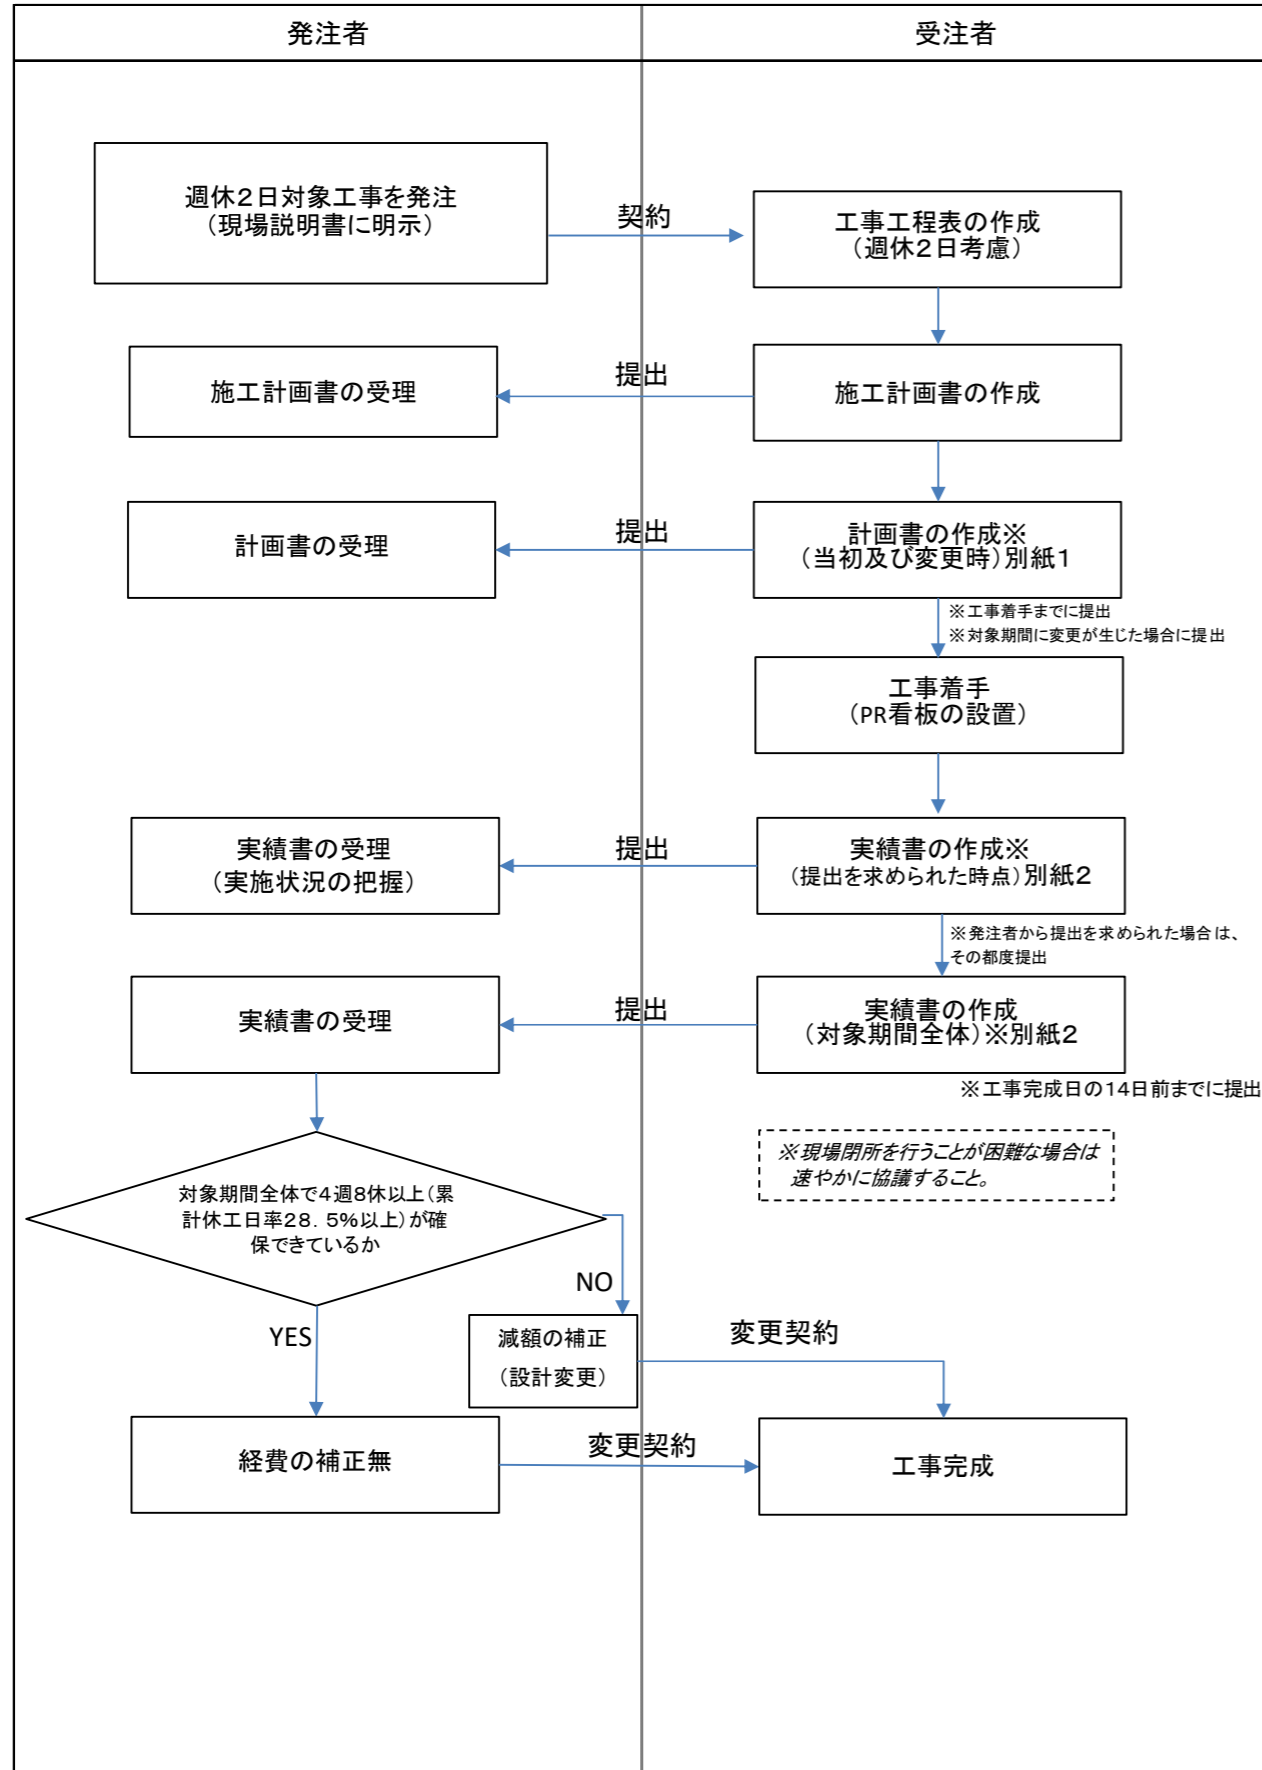 発注者
受注者
週休２日対象工事を発注
（現場説明書に明示）
契約
工事工程表の作成
（週休２日考慮）
施工計画書の受理
提出
施工計画書の作成
計画書の受理
提出
計画書の作成※
（当初及び変更時）別紙１
※工事着手までに提出
※対象期間に変更が生じた場合に提出
工事着手
（PR看板の設置）
実績書の受理
（実施状況の把握）
提出
実績書の作成※
（提出を求められた時点）別紙２
※発注者から提出を求められた場合は、
その都度提出
実績書の受理
提出
実績書の作成
（対象期間全体）※別紙２
※工事完成日の１４日前までに提出
※現場閉所を行うことが困難な場合は
速やかに協議すること。
対象期間全体で４週８休以上（累
計休工日率２８．５％以上）が確
保できているか
NO
YES
減額の補正
（設計変更）
変更契約
経費の補正無
変更契約
工事完成